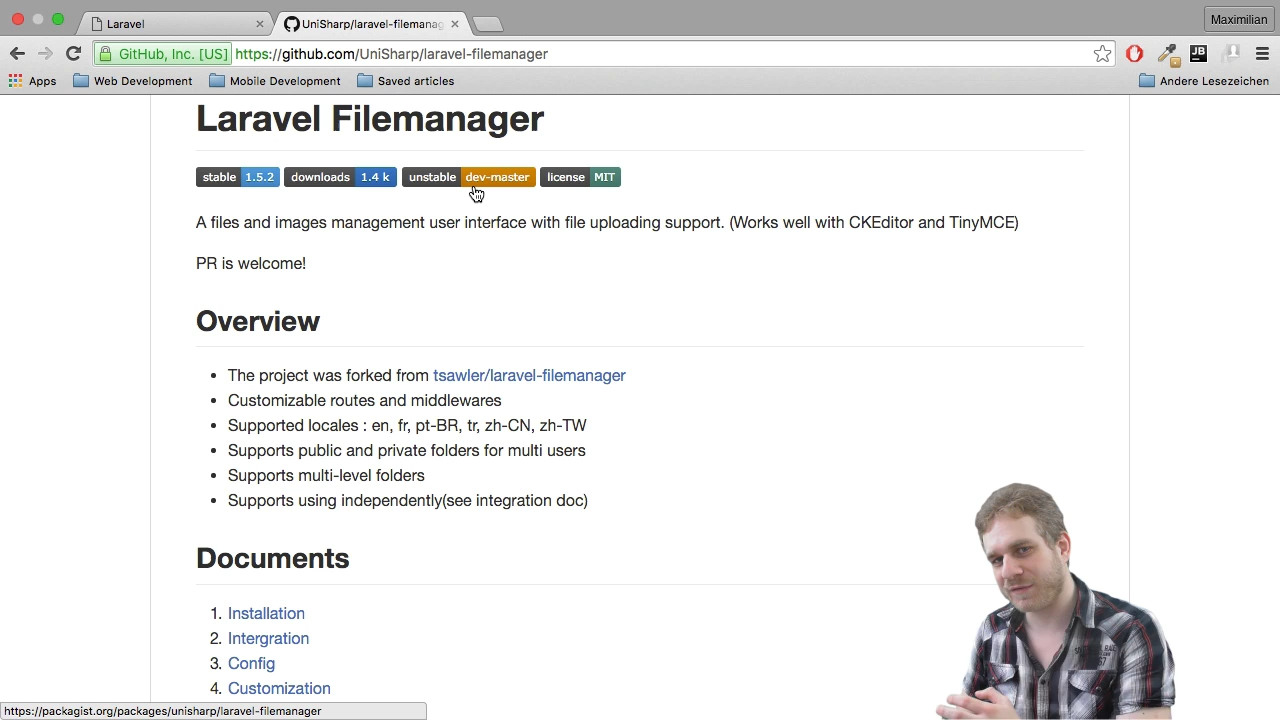 Laravel
UniSharp/laravel-filemanag
Maximilian
GitHub, Inc. [US] https://github.com/UniSharp/laravel-filemanager
JB
Apps Web Development Mobile Development Saved articles Andere Lesezeichen
Laravel Filemanager
stable 1.5.2 downloads 1.4 k unstable dev-master license MIT
A files and images management user interface with file uploading support. (Works well with CKEditor and TinyMCE)
PR is welcome!
Overview
• The project was forked from tsawler/laravel-filemanager
• Customizable routes and middlewares
• Supported locales : en, fr, pt-BR, tr, zh-CN, zh-TW
• Supports public and private folders for multi users
• Supports multi-level folders
• Supports using independently(see integration doc)
Documents
1. Installation
2. Intergration
3. Config
4. Customization
https://packagist.org/packages/unisharp/laravel-filemanager